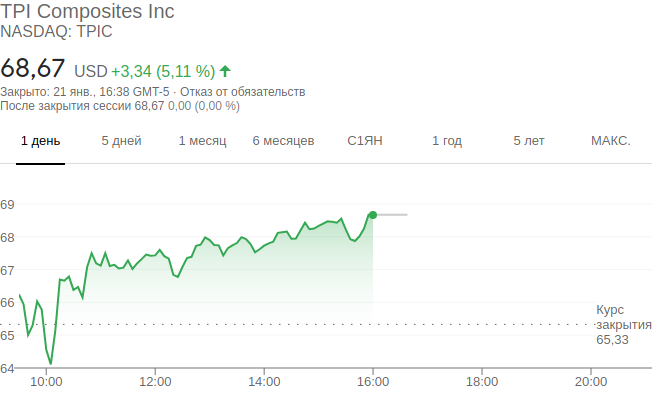 TPI Composites Inc
NASDAQ: TPIC
68,67 USD +3,34 (5,11 %)
Закрыто: 21 янв., 16:38 GMT-5 · Отказ от обязательств
После закрытия сессии 68,67 0,00 (0,00 %)
1 день 5 дней 1 месяц 6 месяцев С1ЯН 1 год 5 лет МАКС.
69
68
67
66
65
64
Курс
закрытия
65,33
10:00 12:00 14:00 16:00 18:00 20:00